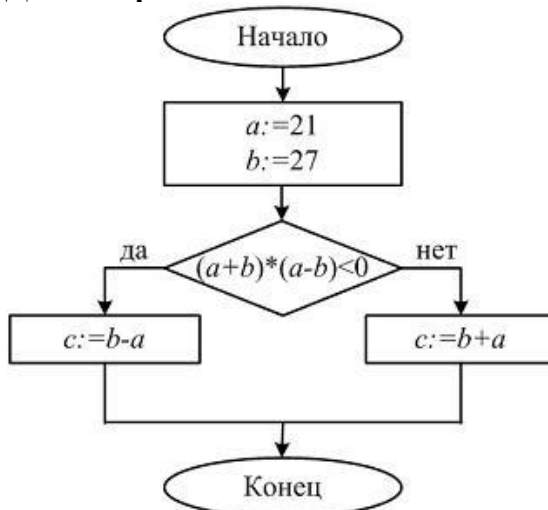 Начало
a:=21
b:=27
да
(a+b)*(a-b)<0
нет
c:=b-a
c:=b+a
Конец